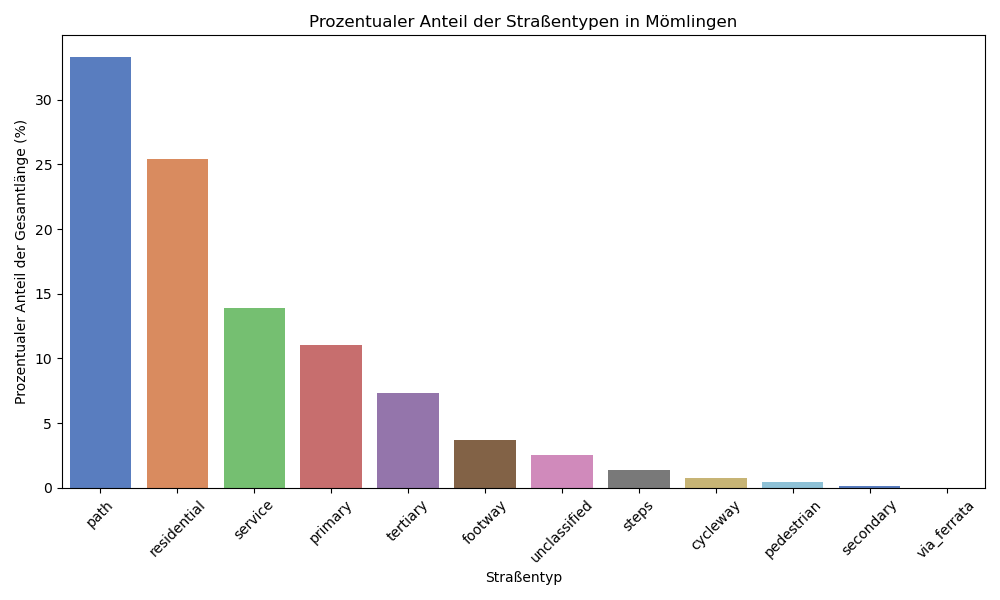 Prozentualer Anteil der Straßentypen in Mömlingen
Prozentualer Anteil der Gesamtlänge (%)
30
25
20
15
10
5
0
path
residential
service
primary
tertiary
footway
unclassified
steps
cycleway
pedestrian
secondary
via_ferrata
Straßentyp